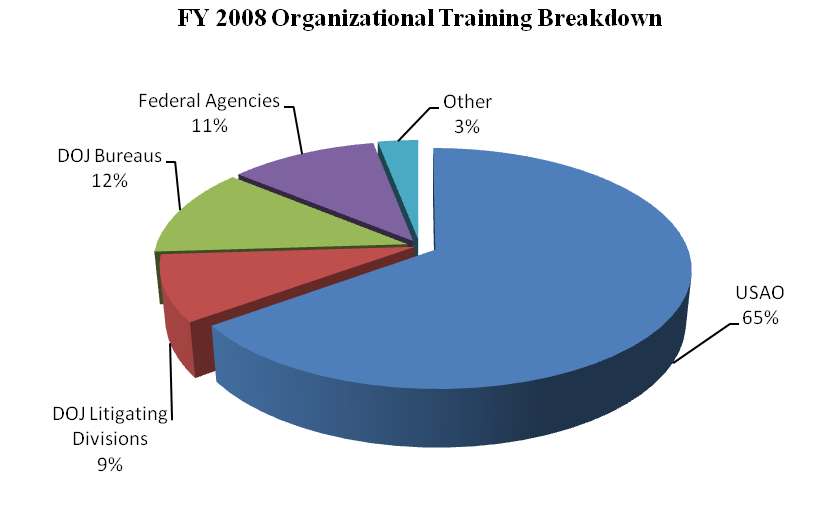 FY 2008 Organizational Training Breakdown
Federal Agencies
11%
Other
3%
DOJ Bureaus
12%
USAO
65%
DOJ Litigating
Divisions
9%